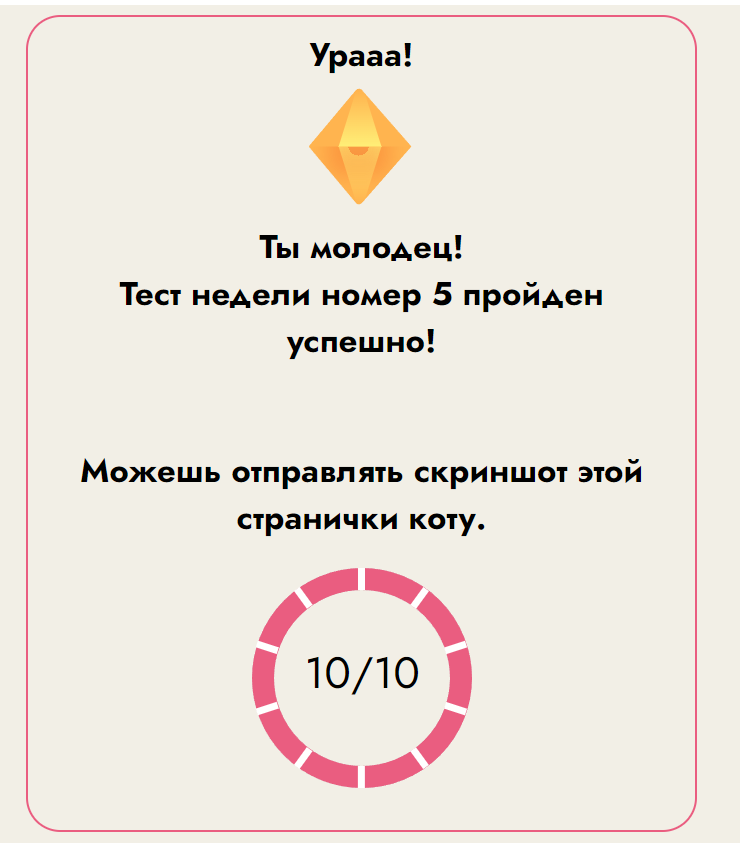 Урааа!
Ты молодец!
Тест недели номер 5 пройден
успешно!
Можешь отправлять скриншот этой
странички коту.
10/10